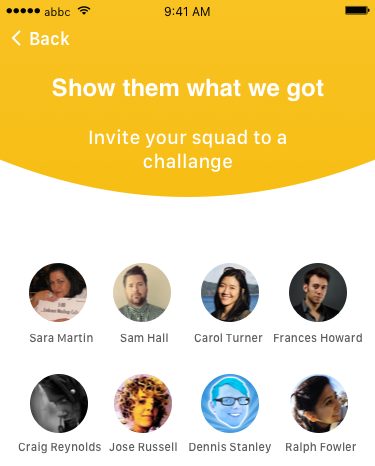 abbc 9:41 AM
Back
Show them what we got
Invite your squad to a
challange
Sara Martin Sam Hall Carol Turner Frances Howard
Craig Reynolds Jose Russell Dennis Stanley Ralph Fowler